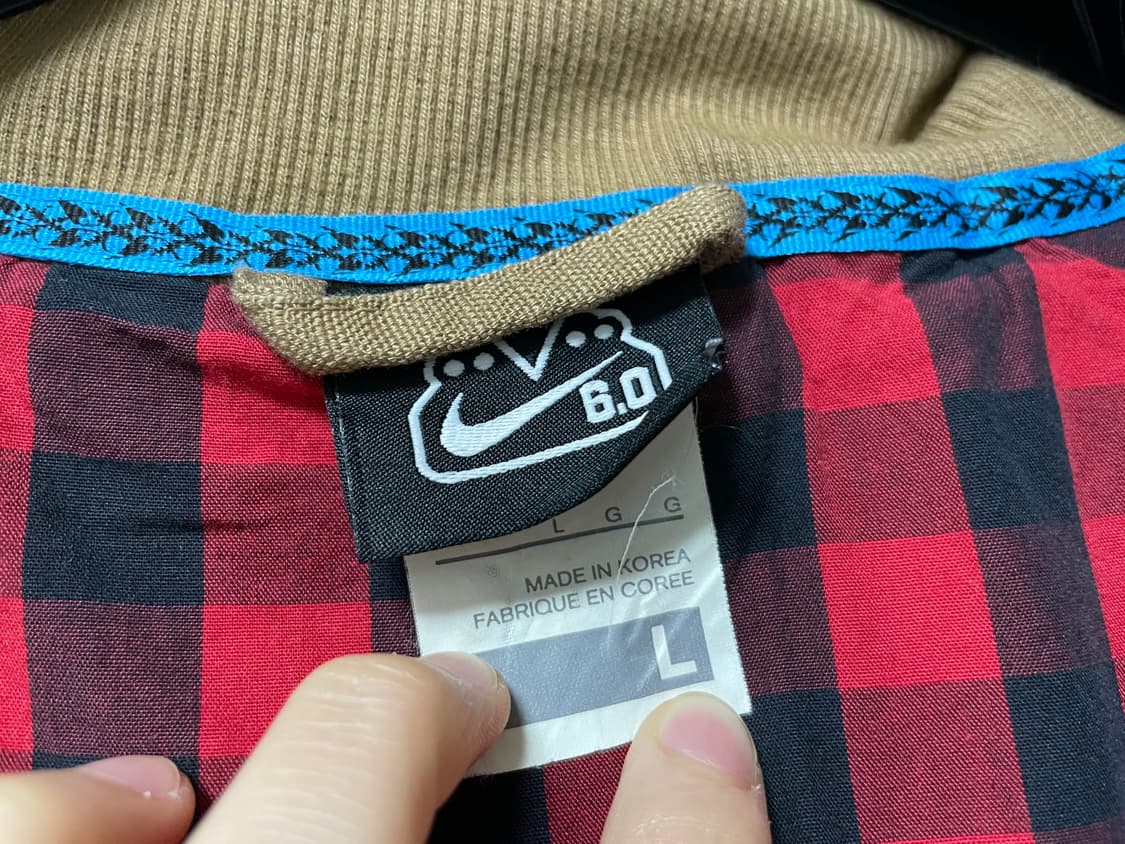 6.0
L G G
MADE IN KOREA
FABRIQUE EN COREE
L